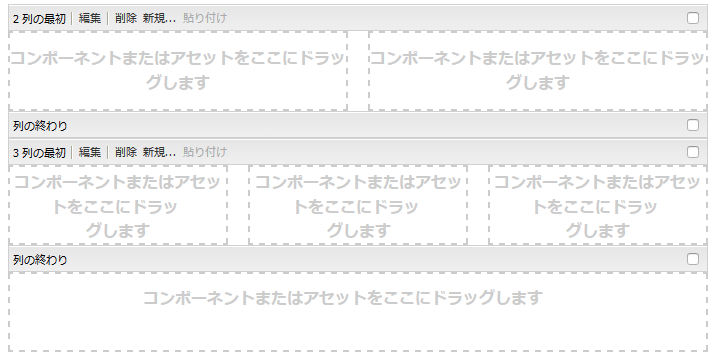 2 列の最初 | 編集 | 削除 新規... 貼り付け
コンポーネントまたはアセットをここにドラッ
グします
コンポーネントまたはアセットをここにドラッ
グします
列の終わり
3 列の最初 | 編集 | 削除 新規... 貼り付け
コンポーネントまたはアセッ
トをここにドラッ
グします
コンポーネントまたはアセッ
トをここにドラッ
グします
コンポーネントまたはアセッ
トをここにドラッ
グします
列の終わり
コンポーネントまたはアセットをここにドラッグします